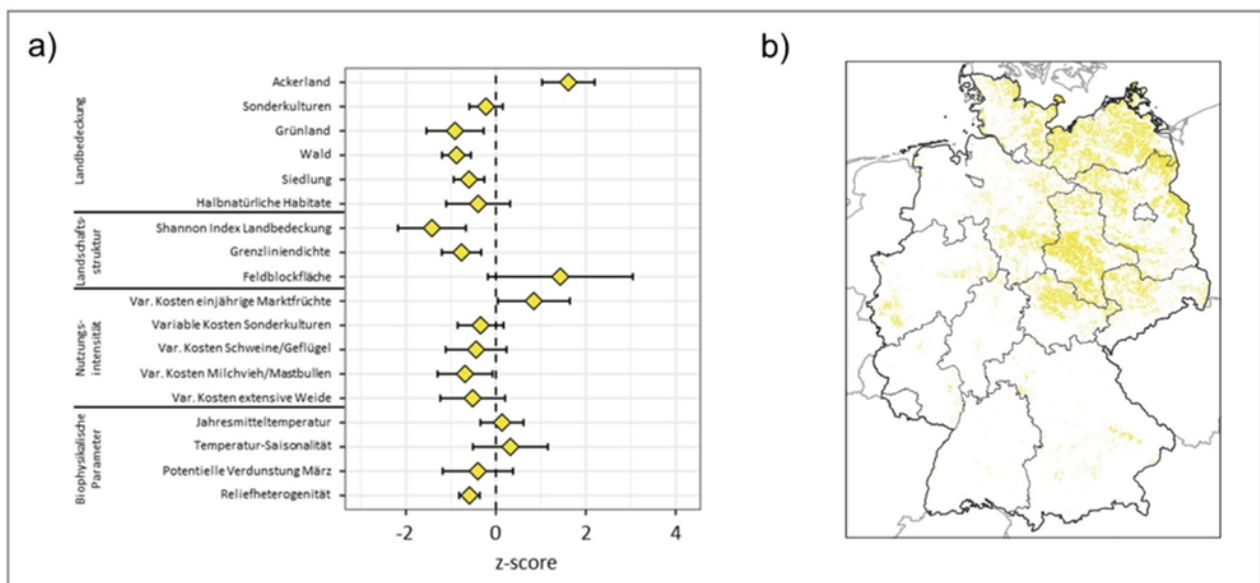 a)
b)
Landbedeckung
Ackerland
Sonderkulturen
Grünland
Wald
Siedlung
Halbnatürliche Habitate
Landschafts-
struktur
Shannon Index Landbedeckung
Grenzliniendichte
Feldblockfläche
Nutzungs-
intensität
Var. Kosten einjährige Marktfrüchte
Variable Kosten Sonderkulturen
Var. Kosten Schweine/Geflügel
Var. Kosten Milchvieh/Mastbullen
Var. Kosten extensive Weide
Biophysikalische
Parameter
Jahresmitteltemperatur
Temperatur-Saisonalität
Potentielle Verdunstung März
Reliefheterogenität
-2 0 2 4
z-score